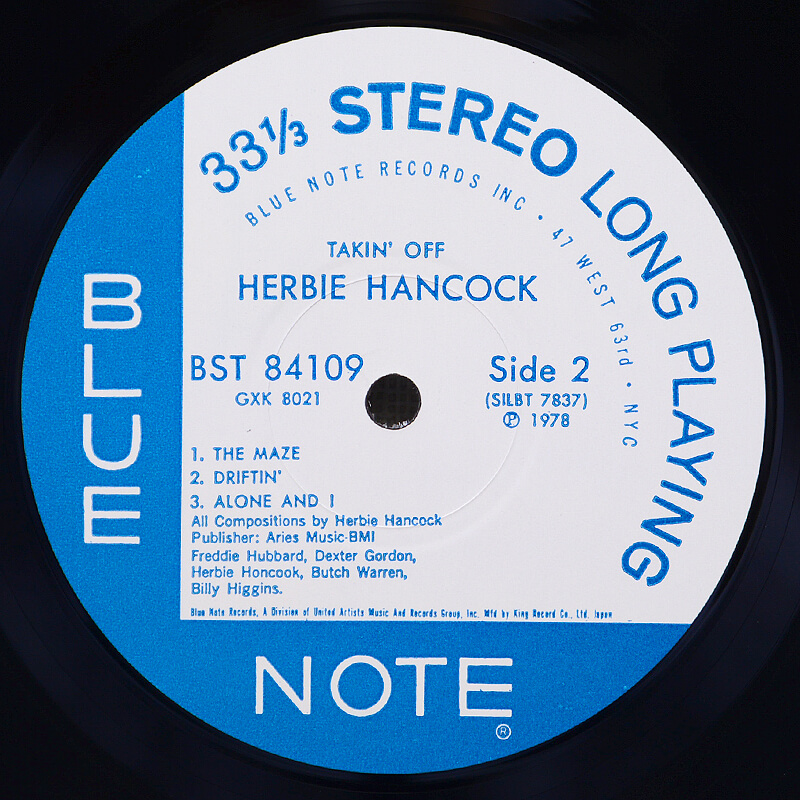 33⅓ STEREO LONG PLAYING
BLUE NOTE RECORDS INC • 47 WEST 63rd • NYC
TAKIN' OFF
HERBIE HANCOCK
BST 84109
GXK 8021
Side 2
(SILBT 7837)
Ⓟ 1978
1. THE MAZE
2. DRIFTIN'
3. ALONE AND I
All Compositions by Herbie Hancock
Publisher: Aries Music-BMI
Freddie Hubbard, Dexter Gordon,
Herbie Honcook, Butch Warren,
Billy Higgins.
Blue Note Records, A Division of United Artists Music And Records Group, Inc. Mfd by King Record Co., Ltd. Japan
BLUE
NOTE ®